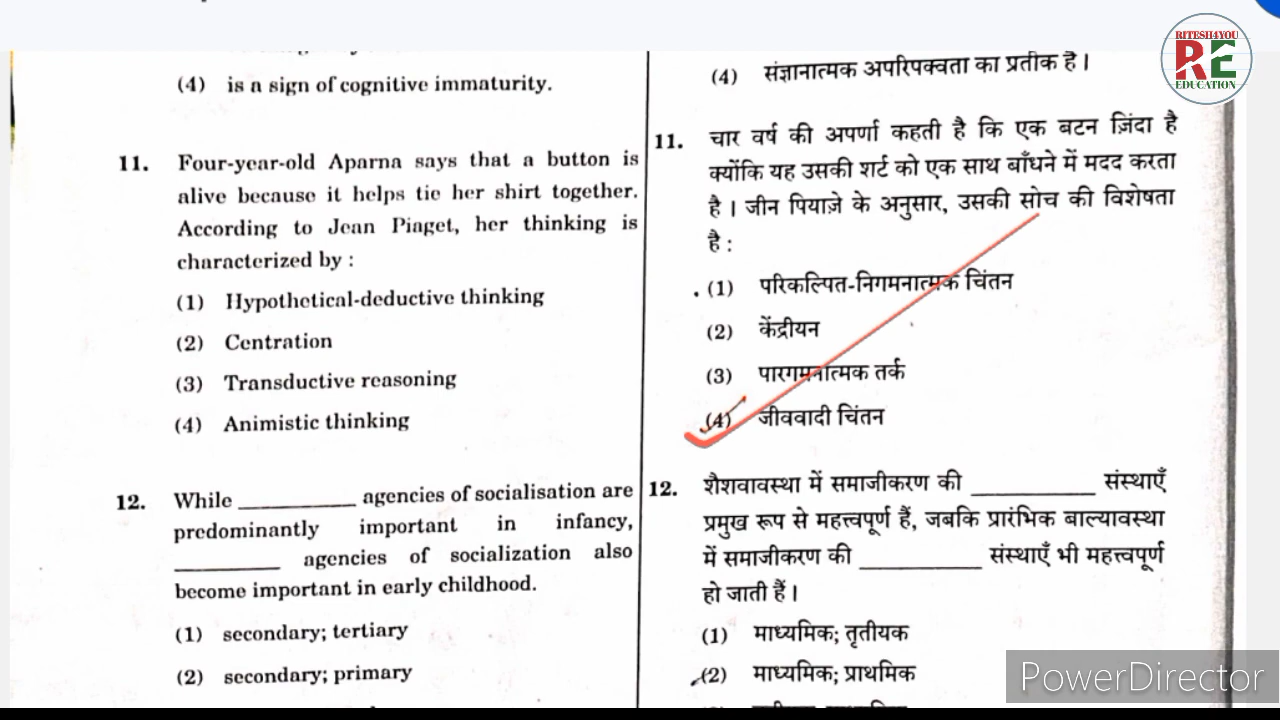 RITESH4YOU
RE
EDUCATION
(4) is a sign of cognitive immaturity.
11. Four-year-old Aparna says that a button is
alive because it helps tie her shirt together.
According to Jean Piaget, her thinking is
characterized by :
(1) Hypothetical-deductive thinking
(2) Centration
(3) Transductive reasoning
(4) Animistic thinking
12. While __________ agencies of socialisation are
predominantly important in infancy,
__________ agencies of socialization also
become important in early childhood.
(1) secondary; tertiary
(2) secondary; primary
(4) संज्ञानात्मक अपरिपक्वता का प्रतीक है।
11. चार वर्ष की अपर्णा कहती है कि एक बटन ज़िंदा है
क्योंकि यह उसकी शर्ट को एक साथ बाँधने में मदद करता
है। जीन पियाज़े के अनुसार, उसकी सोच की विशेषता
है :
(1) परिकल्पित-निगमनात्मक चिंतन
(2) केंद्रीयन
(3) पारगमनात्मक तर्क
(4) जीववादी चिंतन
12. शैशवावस्था में समाजीकरण की __________ संस्थाएँ
प्रमुख रूप से महत्त्वपूर्ण हैं, जबकि प्रारंभिक बाल्यावस्था
में समाजीकरण की __________ संस्थाएँ भी महत्त्वपूर्ण
हो जाती हैं।
(1) माध्यमिक; तृतीयक
(2) माध्यमिक; प्राथमिक
PowerDirector